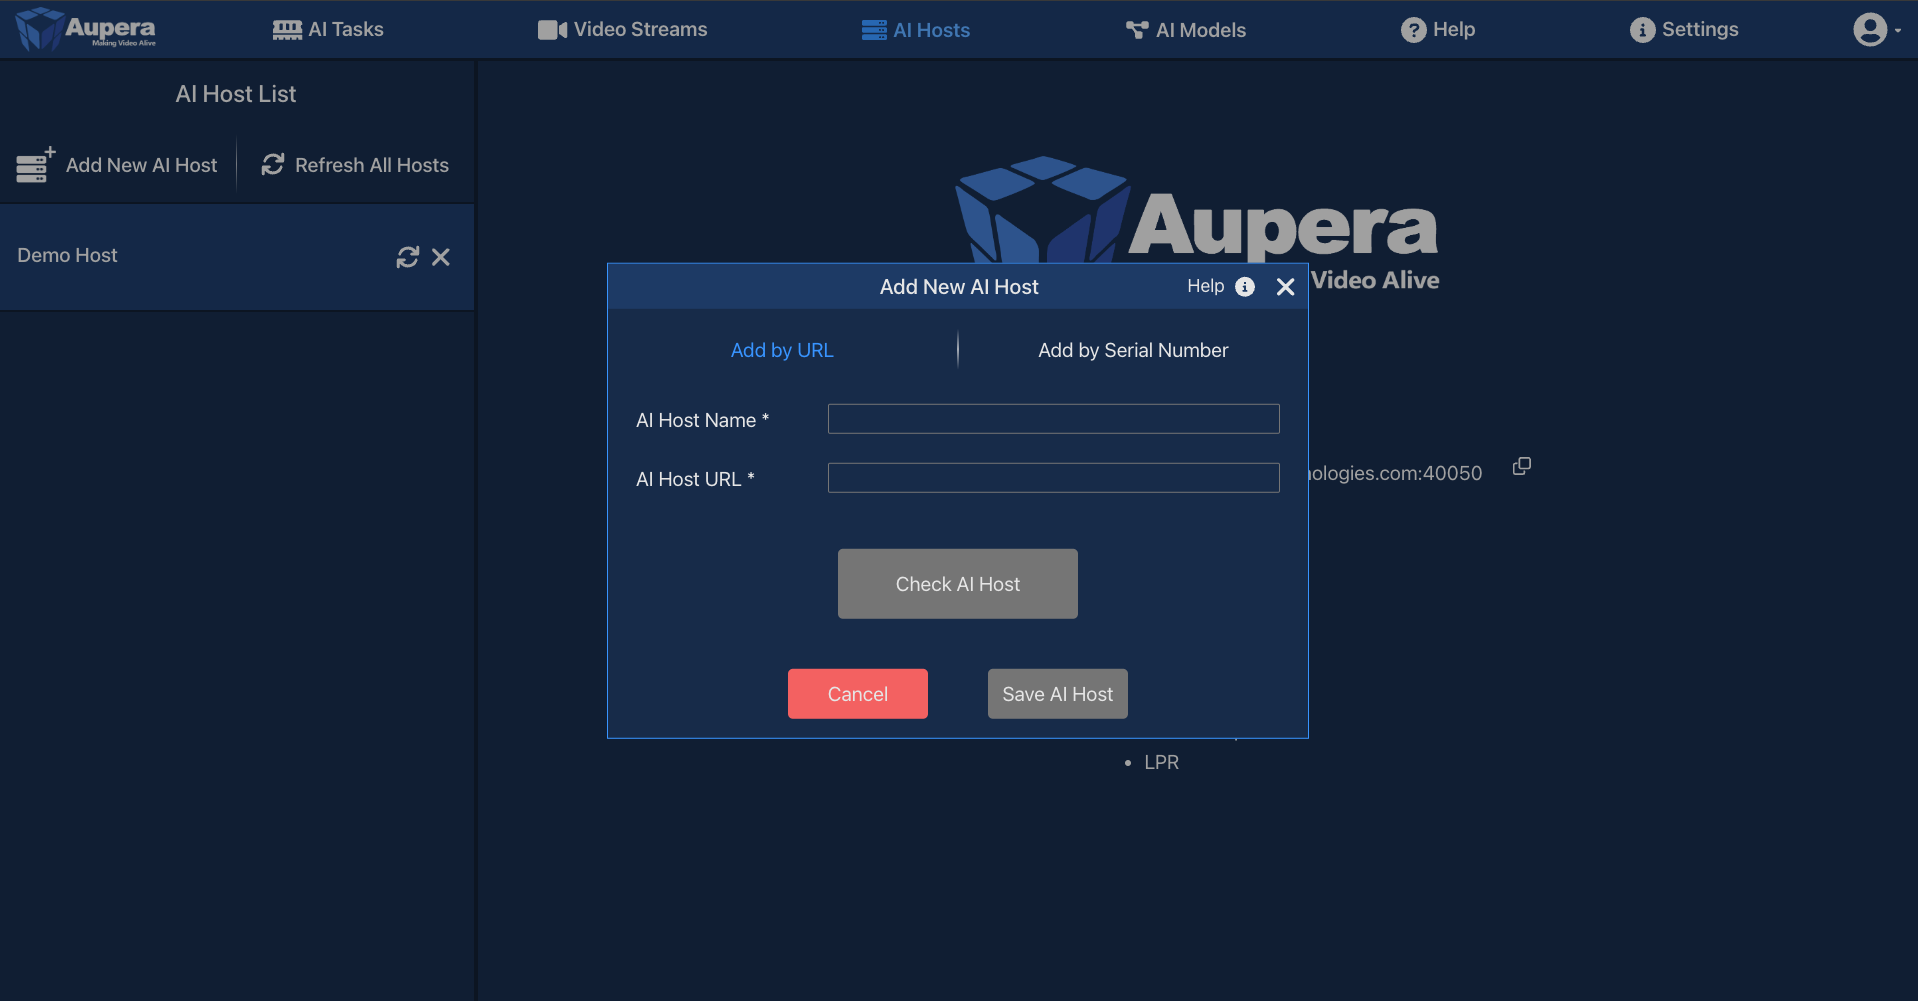 Aupera
Making Video Alive
AI Tasks
Video Streams
AI Hosts
AI Models
Help
Settings
AI Host List
Add New AI Host
Refresh All Hosts
Demo Host
Aupera
Video Alive
Add New AI Host
Help
Add by URL
Add by Serial Number
AI Host Name *
AI Host URL *
nologies.com:40050
Check AI Host
Cancel
Save AI Host
• LPR